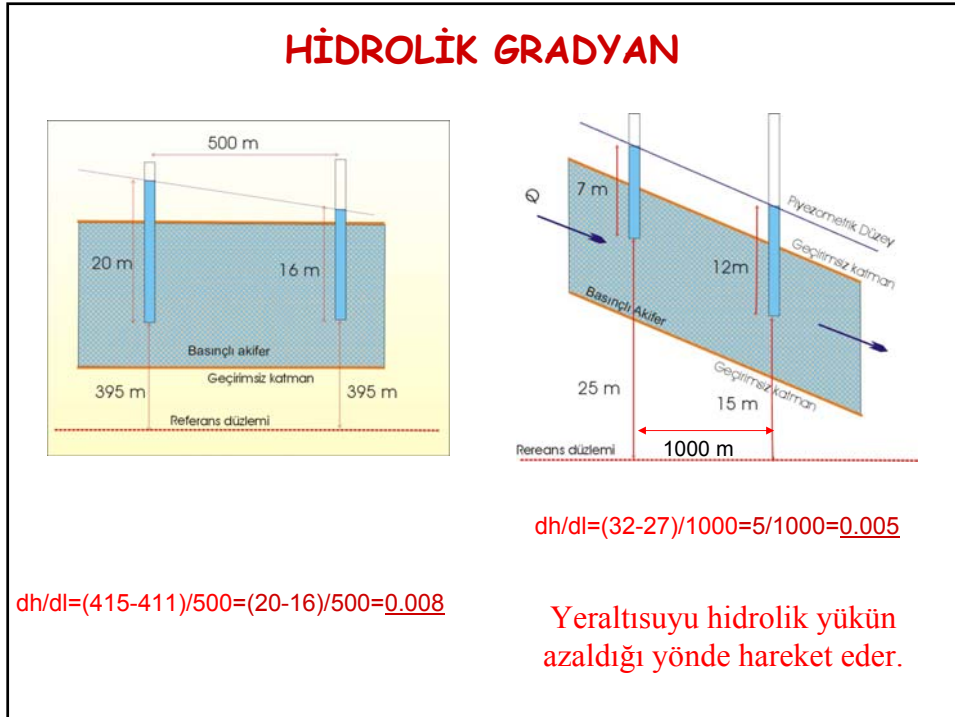 HİDROLİK GRADYAN
500 m
20 m
16 m
Basınçlı akifer
Geçirimsiz katman
395 m
395 m
Referans düzlemi
7 m
Q
Piyezometrik Düzey
Geçirimsiz katman
12m
Basınçlı Akifer
Geçirimsiz katman
25 m
15 m
1000 m
Rereans düzlemi
dh/dl=(32-27)/1000=5/1000=0.005
dh/dl=(415-411)/500=(20-16)/500=0.008
Yeraltısuyu hidrolik yükün
azaldığı yönde hareket eder.